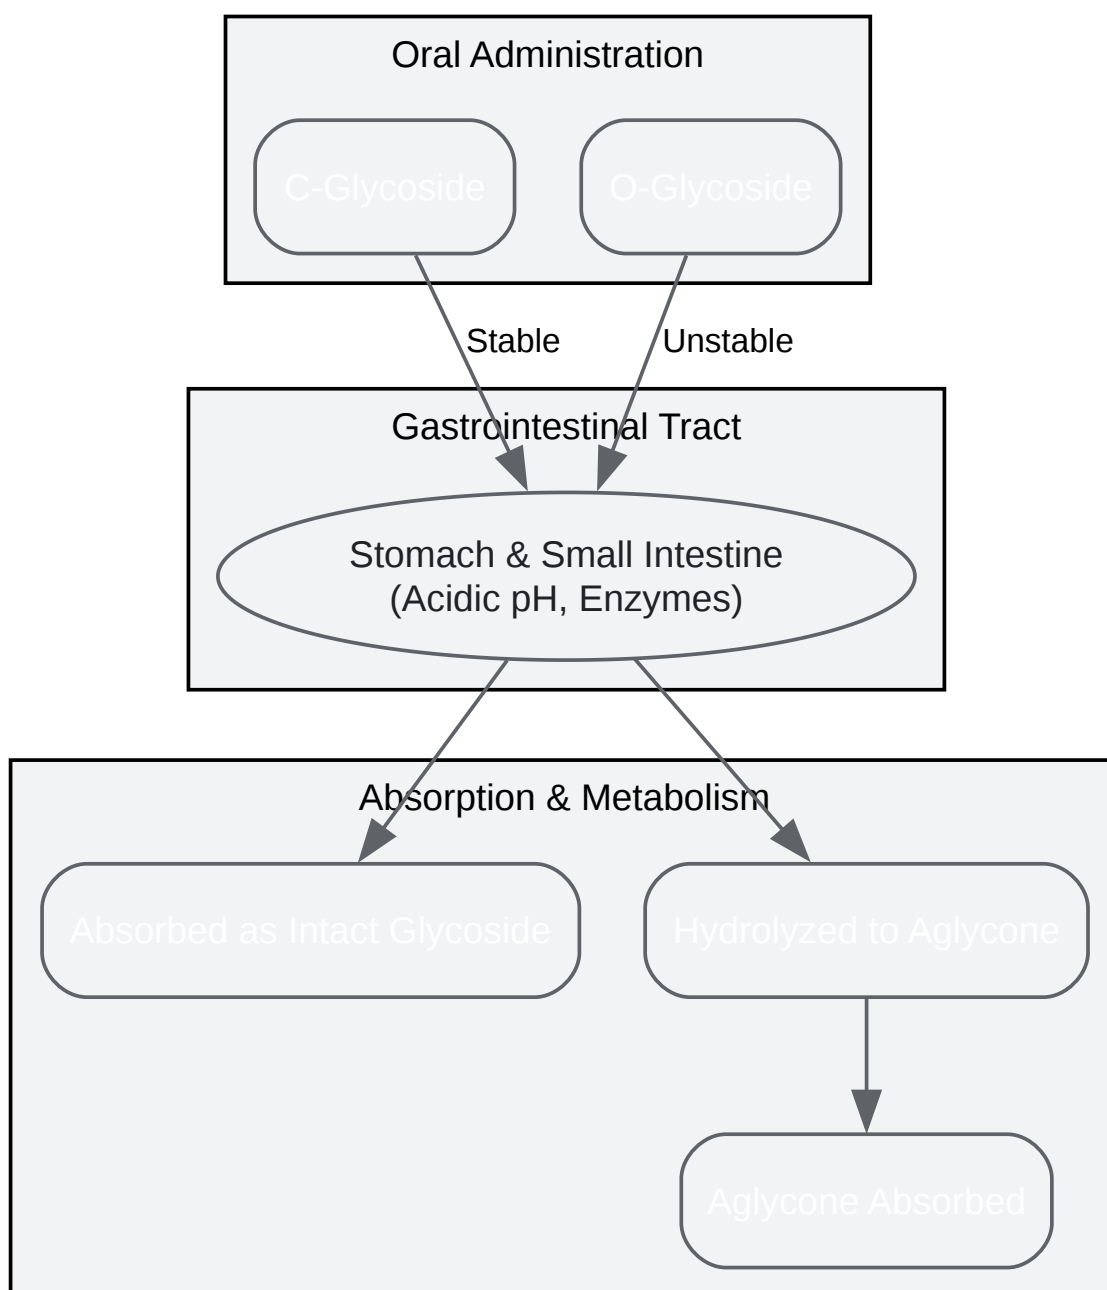 Oral Administration
C-Glycoside
O-Glycoside
Stable
Unstable
Gastrointestinal Tract
Stomach & Small Intestine
(Acidic pH, Enzymes)
Absorption & Metabolism
Absorbed as Intact Glycoside
Hydrolyzed to Aglycone
Aglycone Absorbed